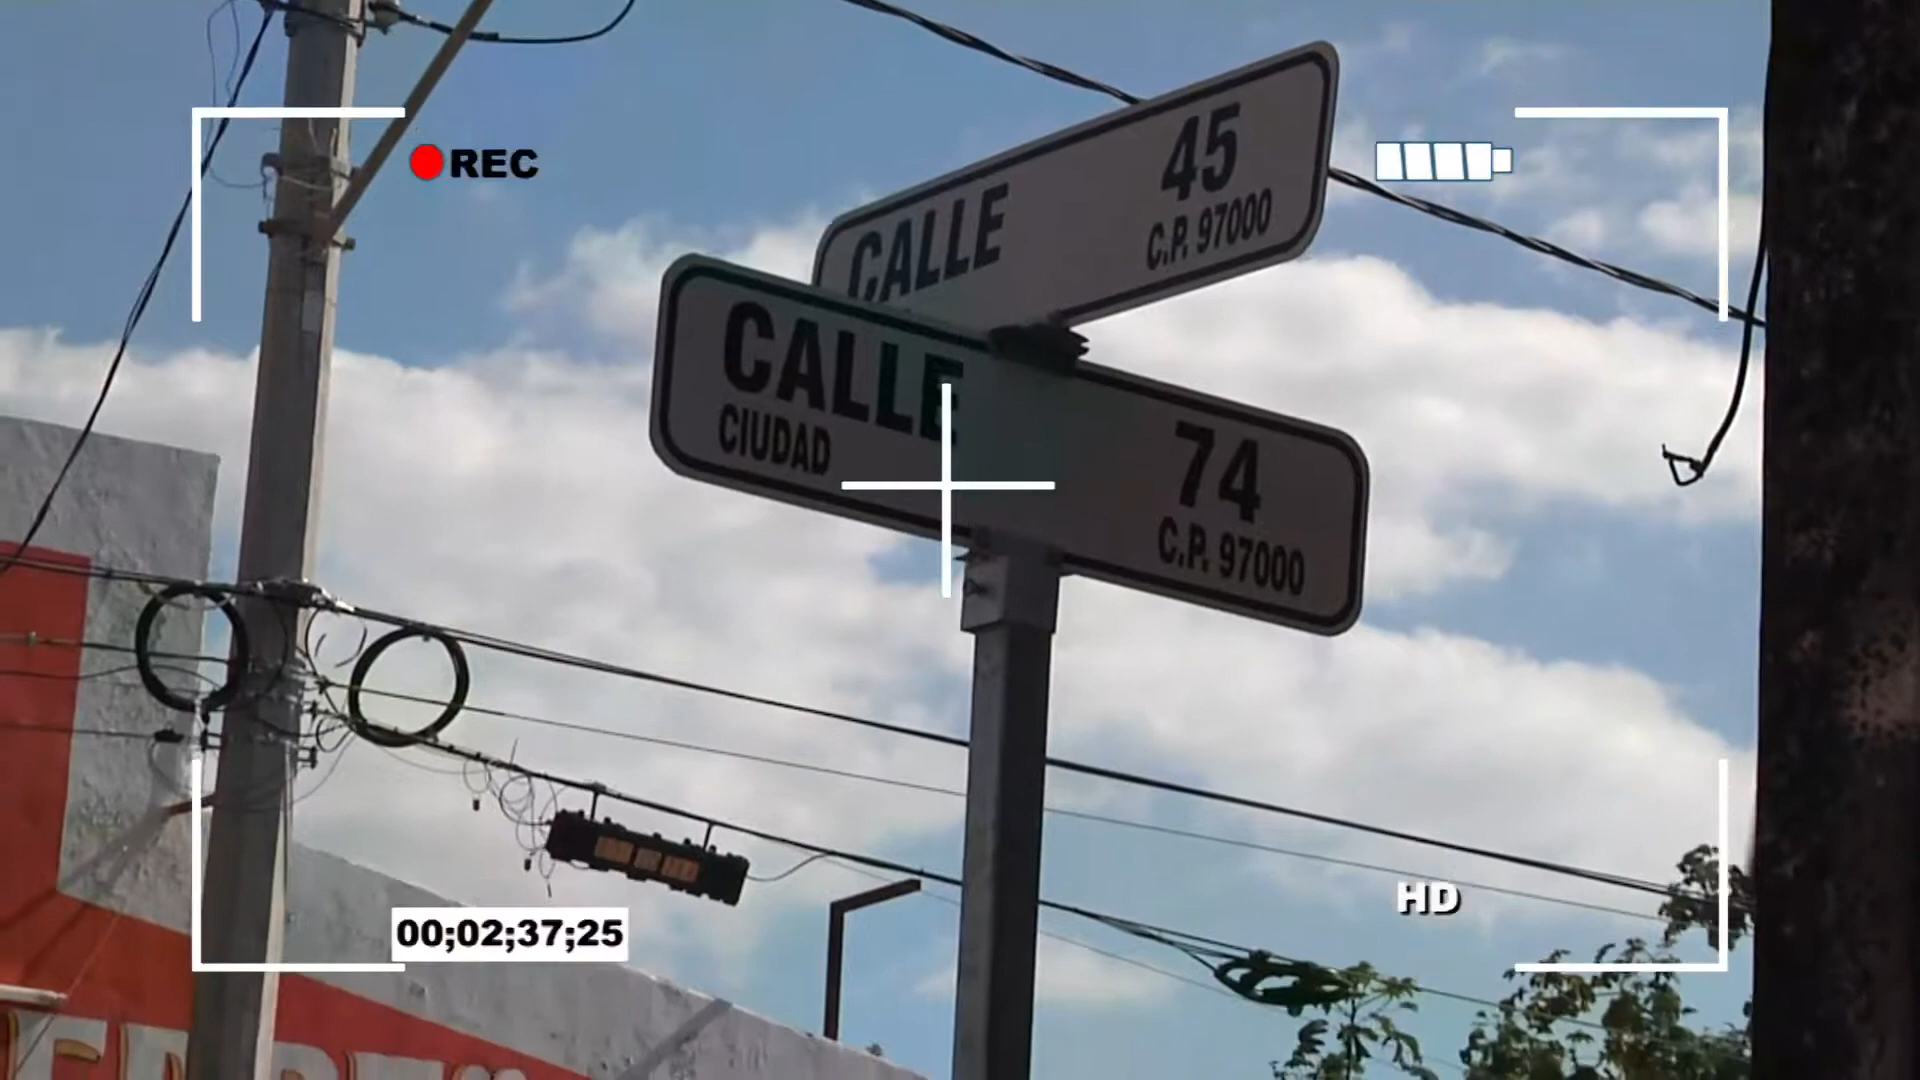 REC
CALLE 45
C.P. 97000
CALLE 74
CIUDAD
C.P. 97000
HD
00;02;37;25